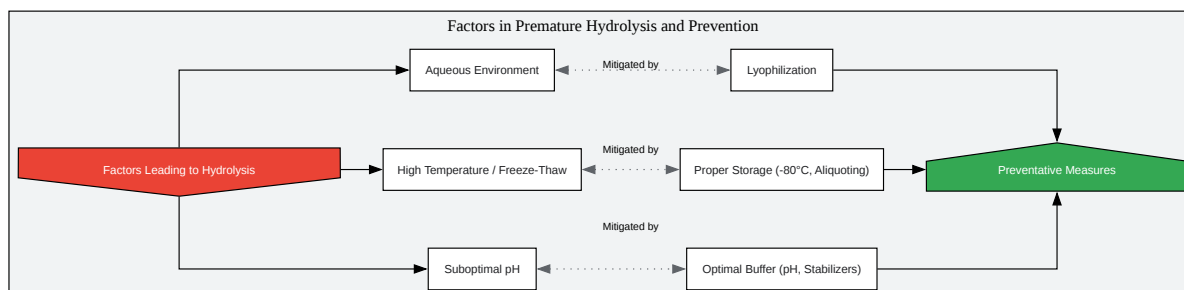 Factors in Premature Hydrolysis and Prevention
Aqueous Environment
Mitigated by
Lyophilization
Factors Leading to Hydrolysis
High Temperature / Freeze-Thaw
Mitigated by
Proper Storage (-80°C, Aliquoting)
Preventative Measures
Mitigated by
Suboptimal pH
Optimal Buffer (pH, Stabilizers)